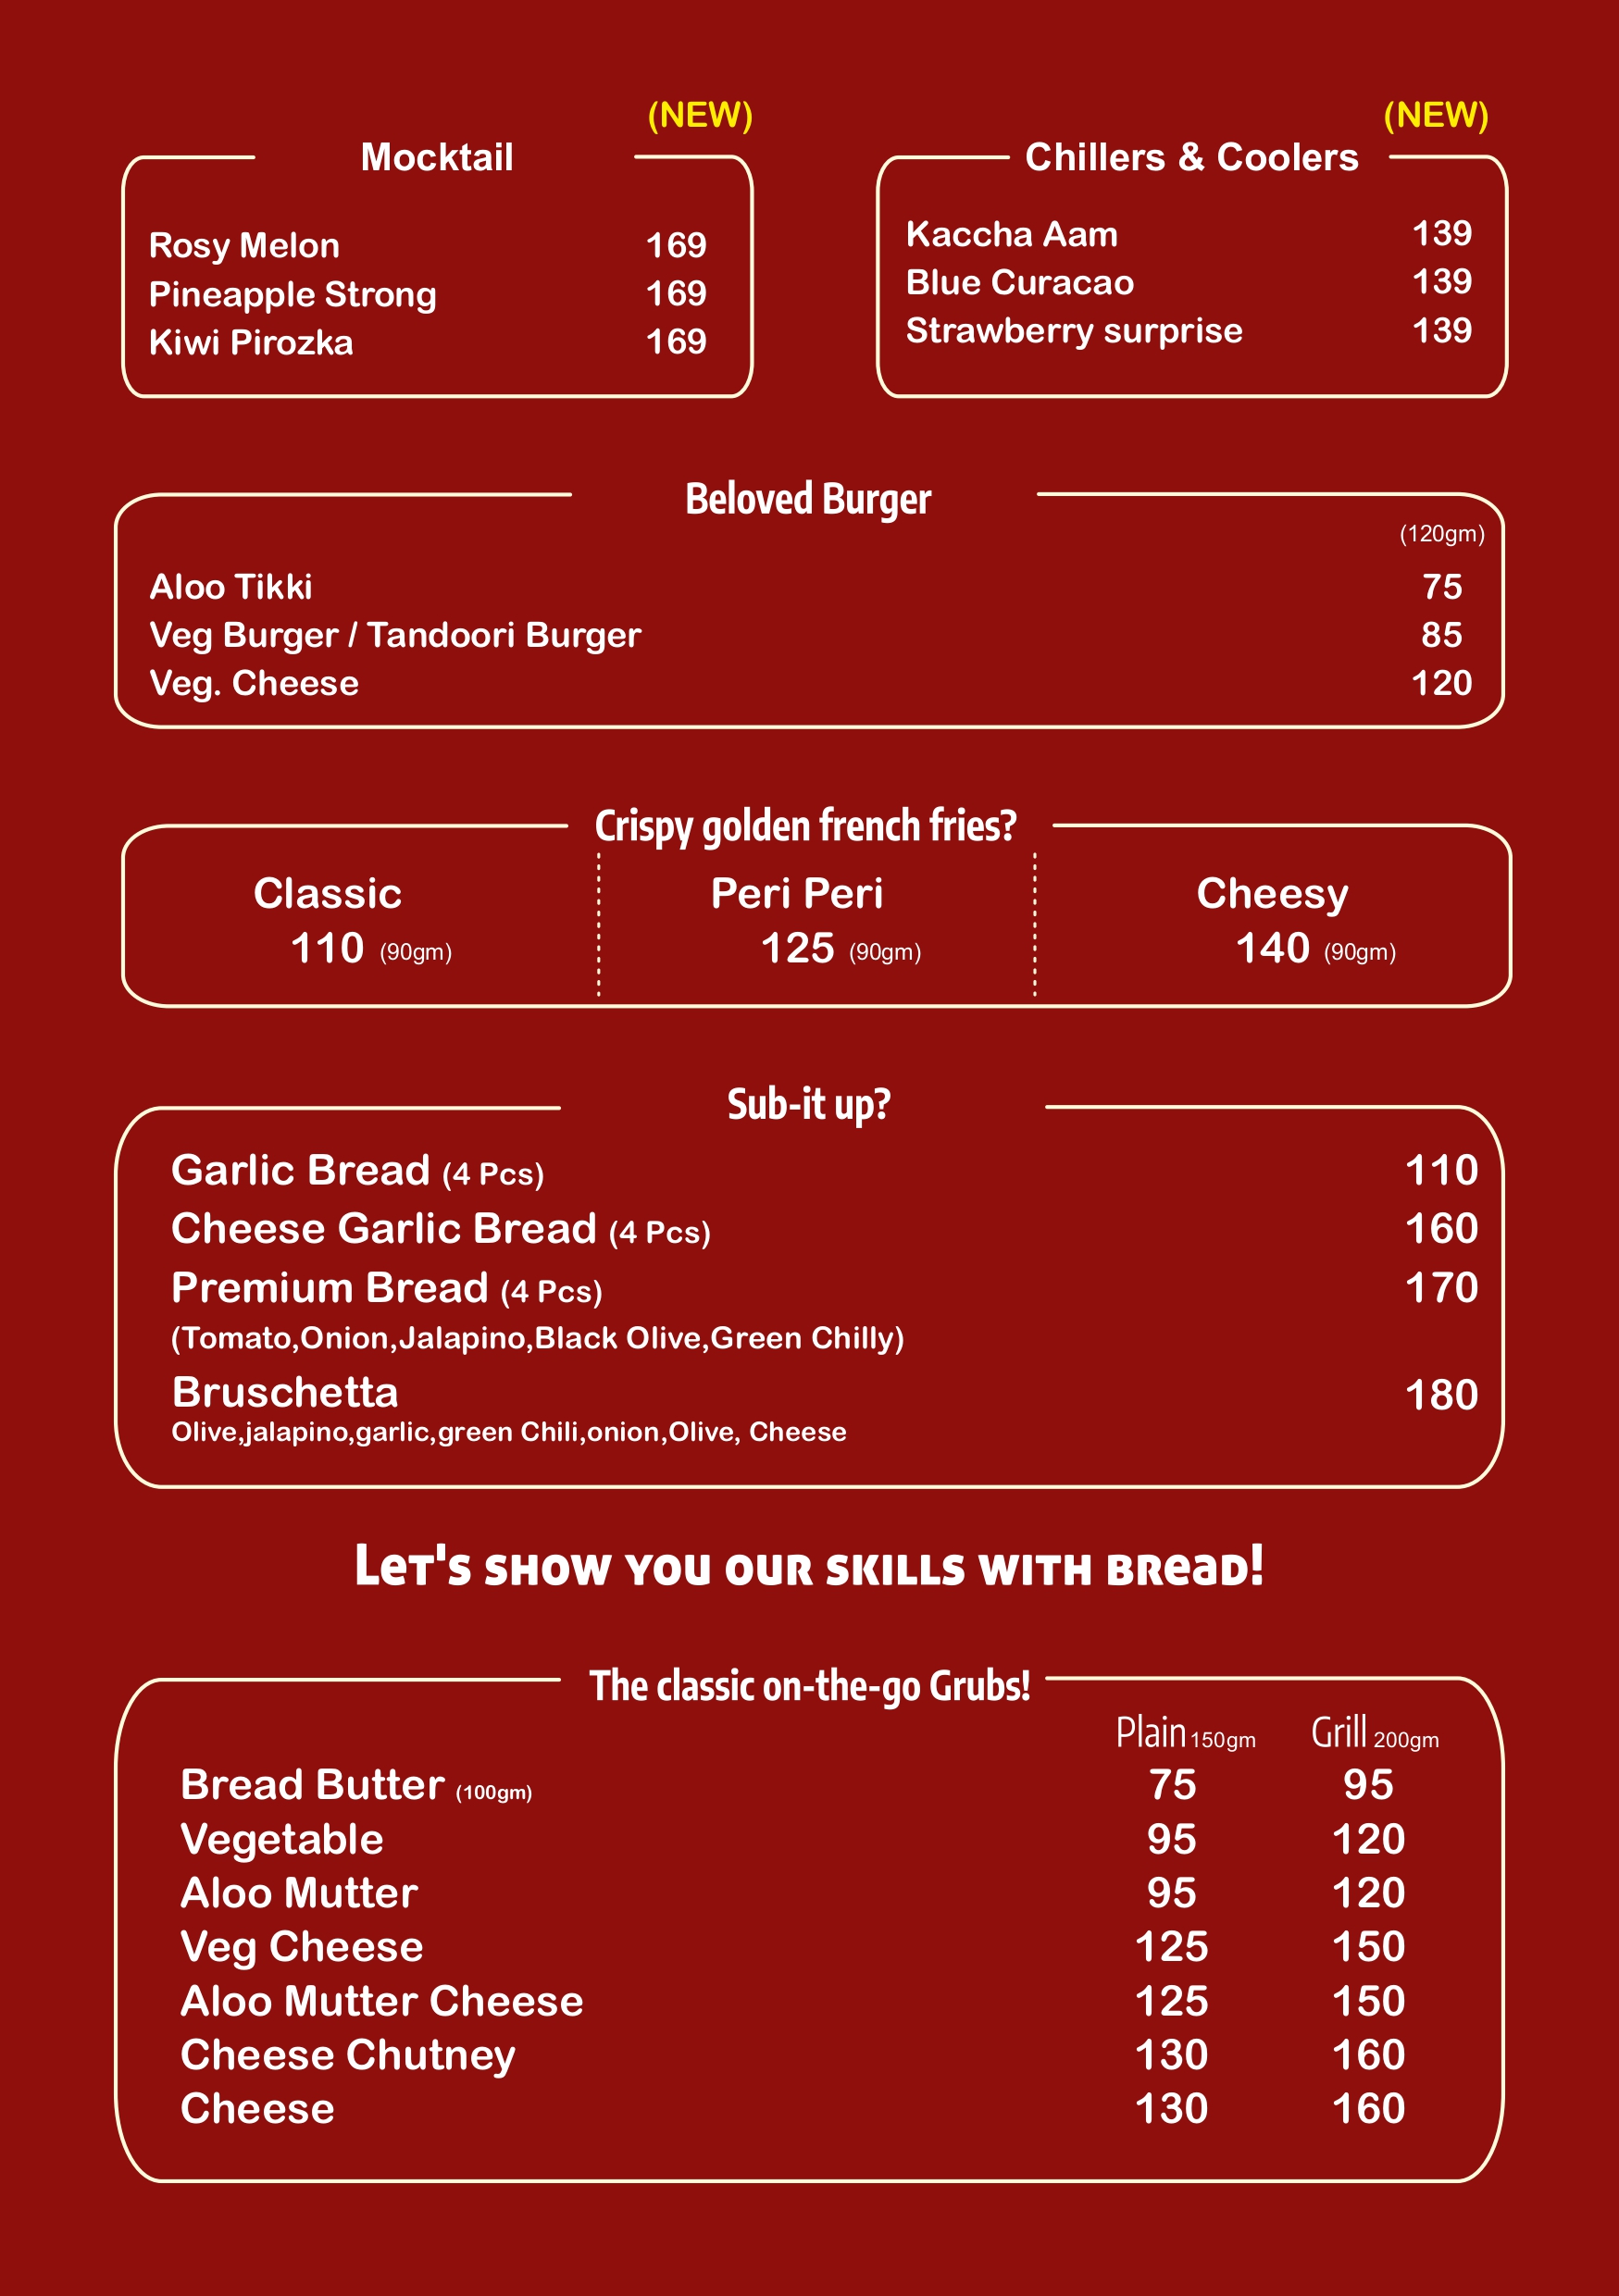 (NEW)
Mocktail
Rosy Melon 169
Pineapple Strong 169
Kiwi Pirozka 169
(NEW)
Chillers & Coolers
Kaccha Aam 139
Blue Curacao 139
Strawberry surprise 139
Beloved Burger
(120gm)
Aloo Tikki 75
Veg Burger / Tandoori Burger 85
Veg. Cheese 120
Crispy golden french fries?
Classic
110 (90gm)
Peri Peri
125 (90gm)
Cheesy
140 (90gm)
Sub-it up?
Garlic Bread (4 Pcs) 110
Cheese Garlic Bread (4 Pcs) 160
Premium Bread (4 Pcs) 170
(Tomato,Onion,Jalapino,Black Olive,Green Chilly)
Bruschetta 180
Olive,jalapino,garlic,green Chili,onion,Olive, Cheese
Let's show you our skills with bread!
The classic on-the-go Grubs!
Plain 150gm Grill 200gm
Bread Butter (100gm) 75 95
Vegetable 95 120
Aloo Mutter 95 120
Veg Cheese 125 150
Aloo Mutter Cheese 125 150
Cheese Chutney 130 160
Cheese 130 160